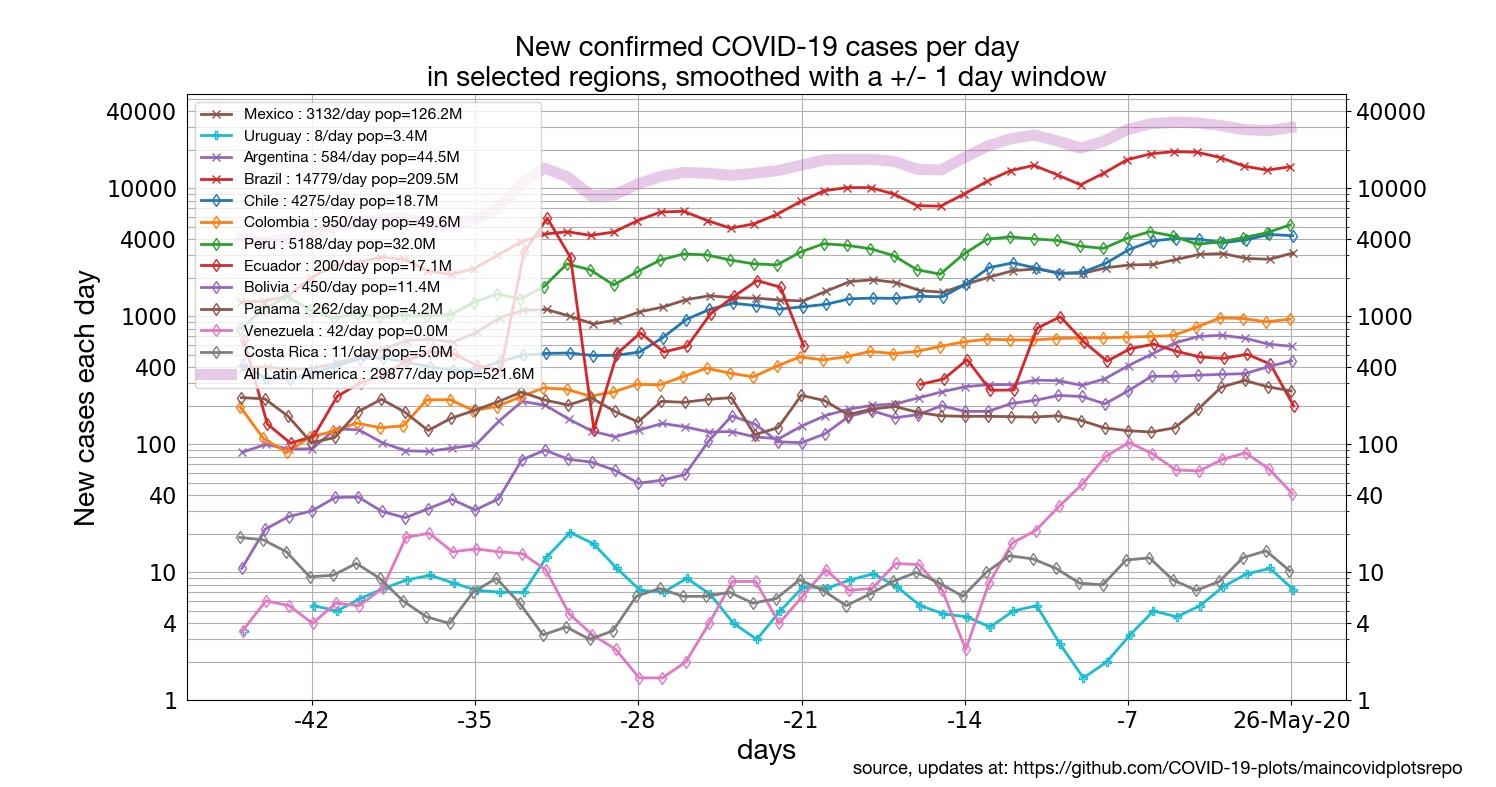 New confirmed COVID-19 cases per day
in selected regions, smoothed with a +/- 1 day window
Mexico : 3132/day pop=126.2M
Uruguay : 8/day pop=3.4M
Argentina : 584/day pop=44.5M
Brazil : 14779/day pop=209.5M
Chile : 4275/day pop=18.7M
Colombia : 950/day pop=49.6M
Peru : 5188/day pop=32.0M
Ecuador : 200/day pop=17.1M
Bolivia : 450/day pop=11.4M
Panama : 262/day pop=4.2M
Venezuela : 42/day pop=0.0M
Costa Rica : 11/day pop=5.0M
All Latin America : 29877/day pop=521.6M
New cases each day
40000
10000
4000
1000
400
100
40
10
4
1
40000
10000
4000
1000
400
100
40
10
4
1
-42
-35
-28
-21
-14
-7
26-May-20
days
source, updates at: https://github.com/COVID-19-plots/maincovidplotsrepo